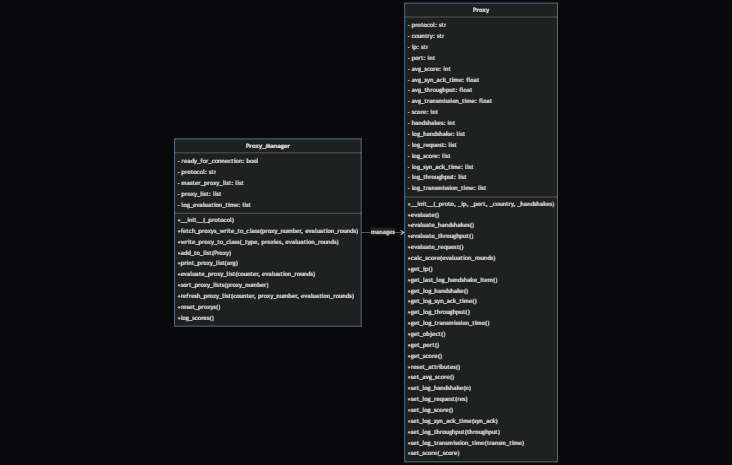 Proxy_Manager
- ready_for_connection: bool
- protocol: str
- master_proxy_list: list
- proxy_list: list
- log_evaluation_time: list
+__init__(_protocol)
+fetch_proxys_write_to_class(proxy_number, evaluation_rounds)
+write_proxy_to_class(_type, proxies, evaluation_rounds)
+add_to_list(Proxy)
+print_proxy_list(arg)
+evaluate_proxy_list(counter, evaluation_rounds)
+sort_proxy_lists(proxy_number)
+refresh_proxy_list(counter, proxy_number, evaluation_rounds)
+reset_proxys()
+log_scores()
manages
Proxy
- protocol: str
- country: str
- ip: str
- port: int
- avg_score: int
- avg_syn_ack_time: float
- avg_throughput: float
- avg_transmission_time: float
- score: int
- handshakes: int
- log_handshake: list
- log_request: list
- log_score: list
- log_syn_ack_time: list
- log_throughput: list
- log_transmission_time: list
+__init__(_proto, _ip, _port, _country, _handshakes)
+evaluate()
+evaluate_handshakes()
+evaluate_throughput()
+evaluate_request()
+calc_score(evaluation_rounds)
+get_ip()
+get_last_log_handshake_item()
+get_log_handshake()
+get_log_syn_ack_time()
+get_log_throughput()
+get_log_transmission_time()
+get_object()
+get_port()
+get_score()
+reset_attributes()
+set_avg_score()
+set_log_handshake(n)
+set_log_request(res)
+set_log_score()
+set_log_syn_ack_time(syn_ack)
+set_log_throughput(throughput)
+set_log_transmission_time(transm_time)
+set_score(_score)